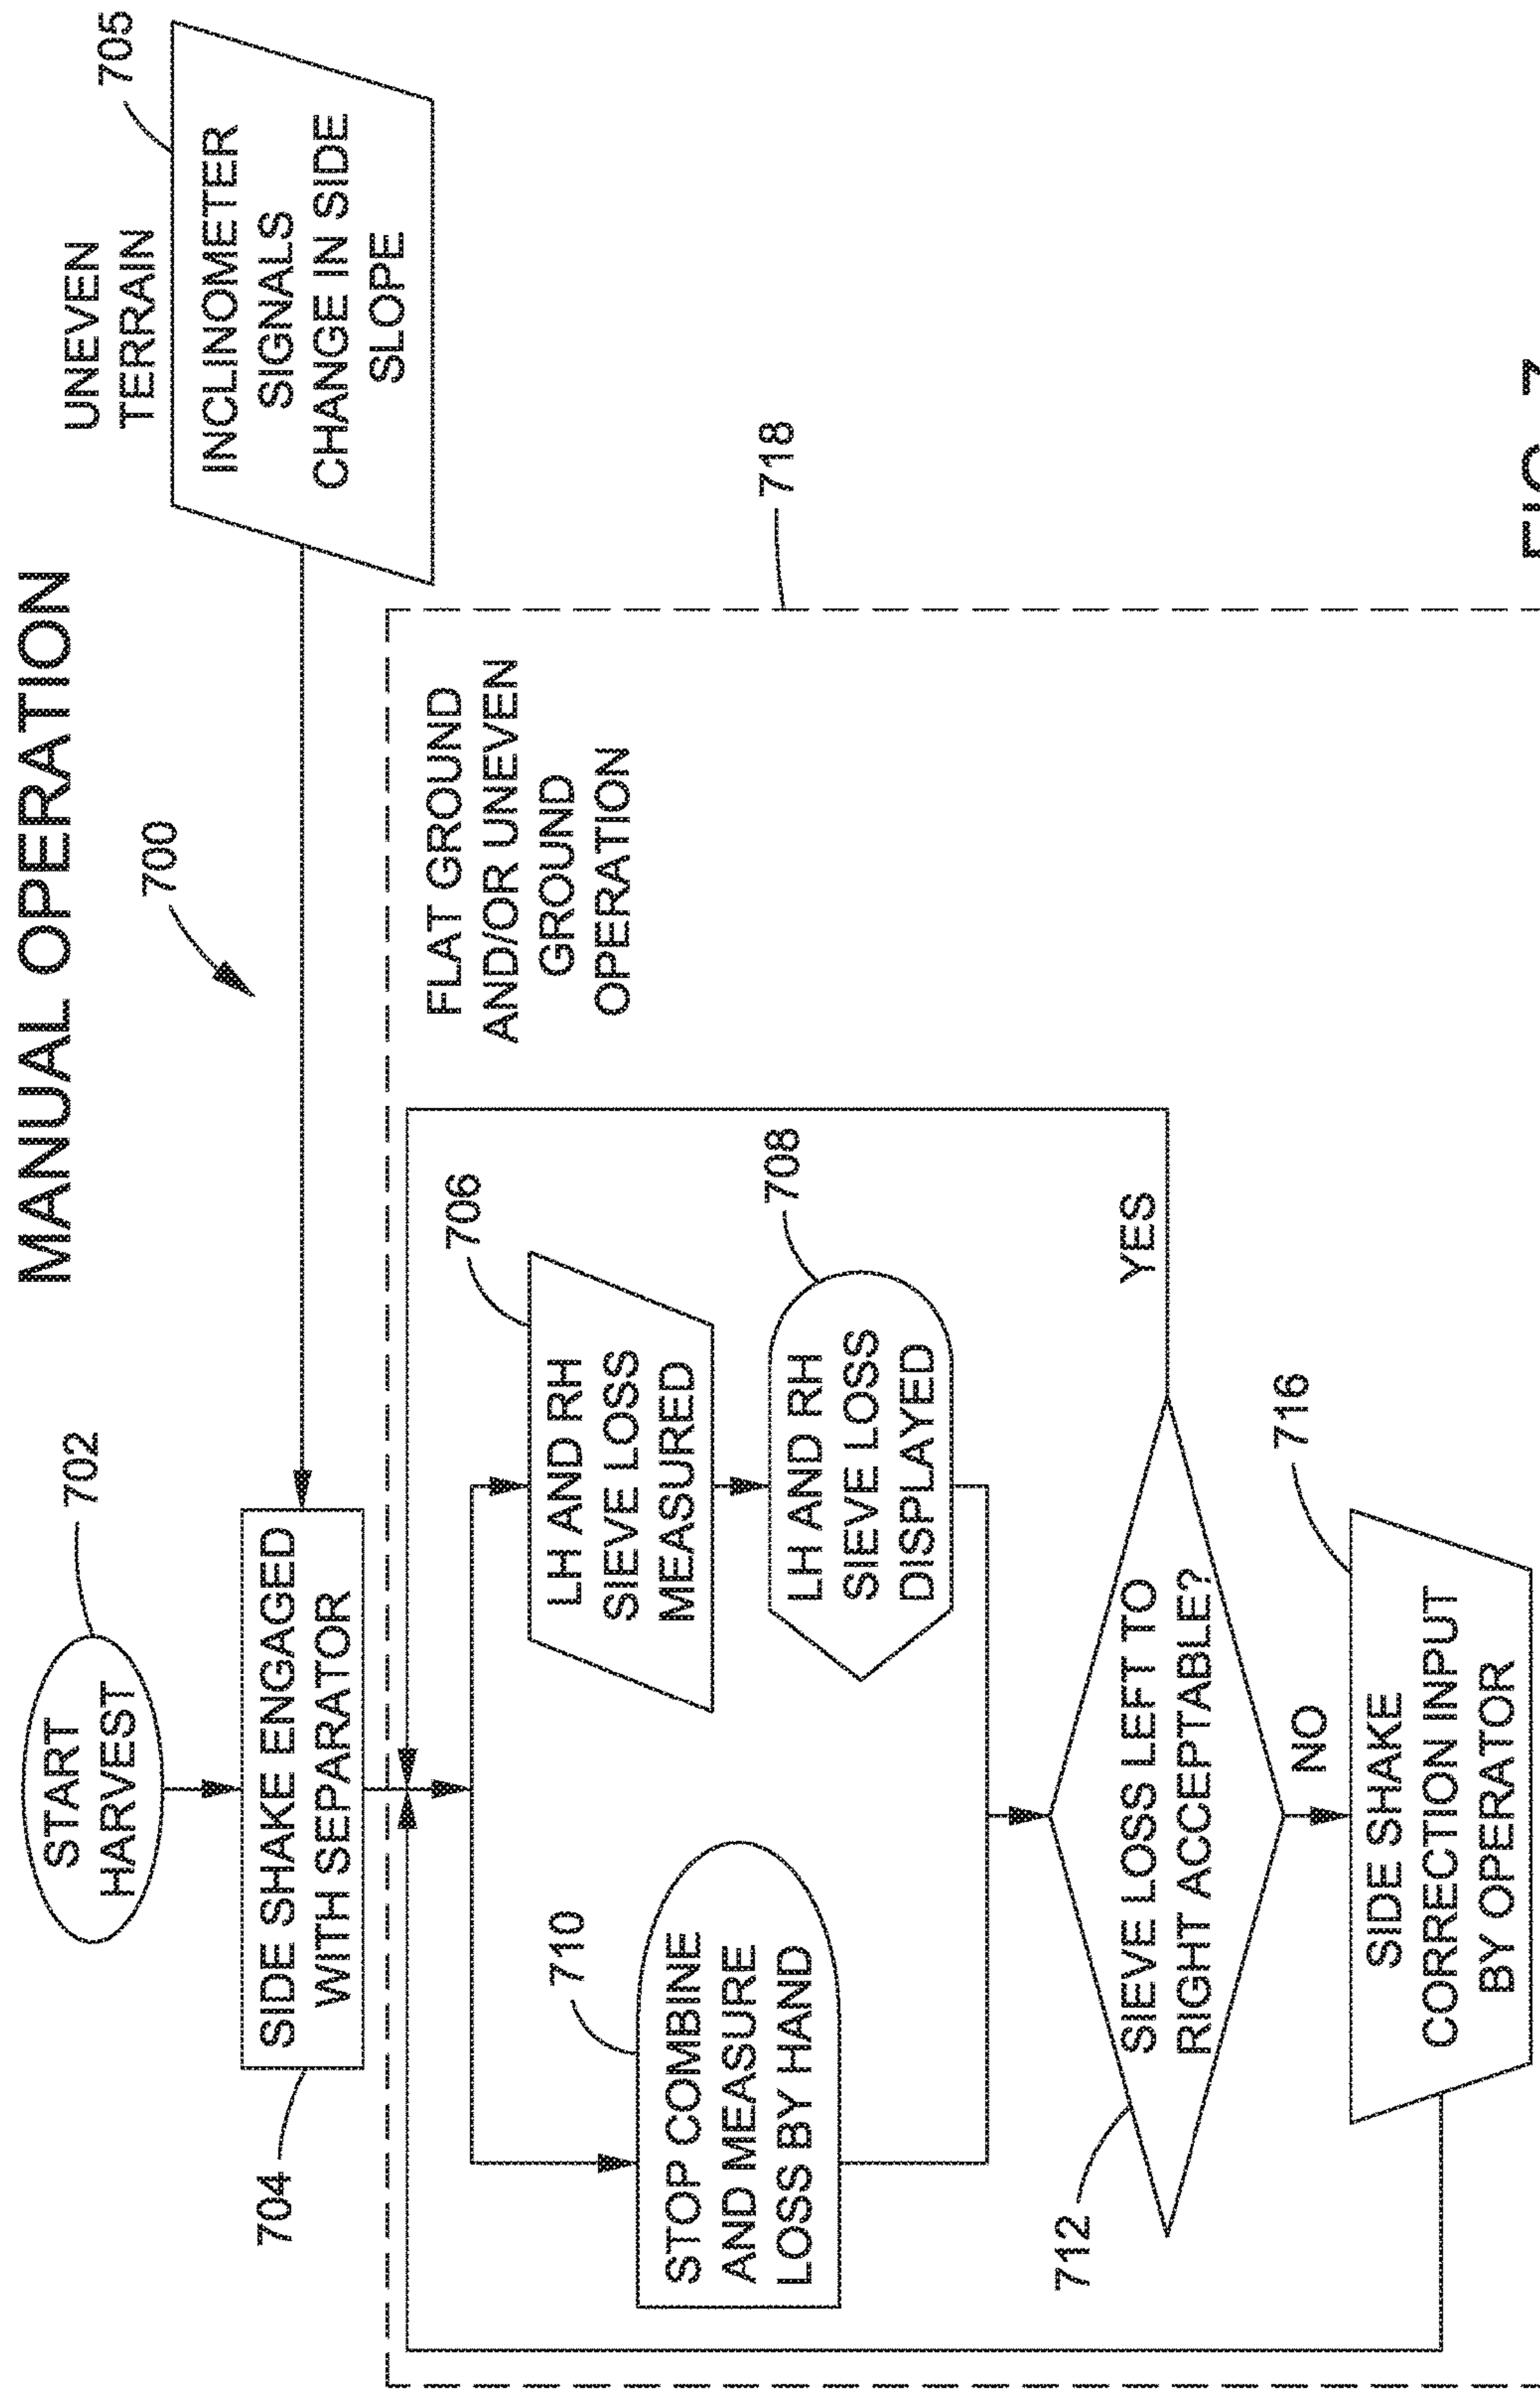 MANUAL OPERATION
700
702
START
HARVEST
UNEVEN
TERRAIN
705
INCLINOMETER
SIGNALS
CHANGE IN SIDE
SLOPE
704
SIDE SHAKE ENGAGED
WITH SEPARATOR
718
FLAT GROUND
AND/OR UNEVEN
GROUND
OPERATION
706
LH AND RH
SIEVE LOSS
MEASURED
710
STOP COMBINE
AND MEASURE
LOSS BY HAND
708
LH AND RH
SIEVE LOSS
DISPLAYED
712
SIEVE LOSS LEFT TO
RIGHT ACCEPTABLE?
YES
NO
716
SIDE SHAKE
CORRECTION INPUT
BY OPERATOR